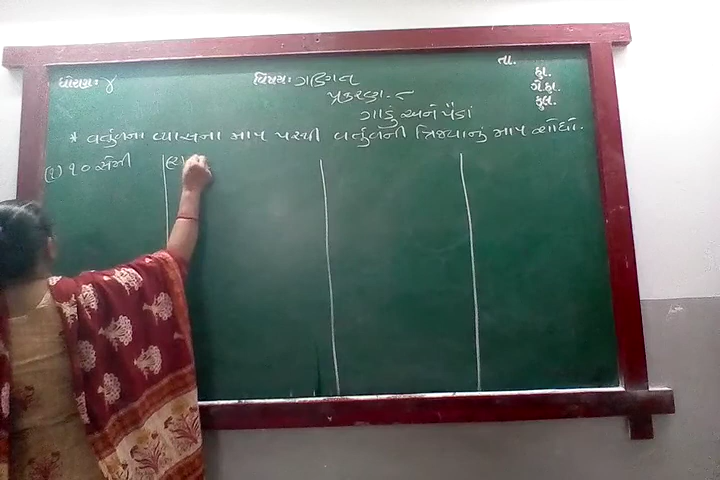 ધોરણઃ ૪
વિષયઃ ગણિત
તા.
હા.
ગે.હા.
કુલ.
પ્રકરણ - ૮
ગાડું અને પૈડાં
* વર્તુળના વ્યાસના માપ પરથી વર્તુળની ત્રિજ્યાનું માપ શોધો.
(૧) ૧૦ સેમી
(૨)